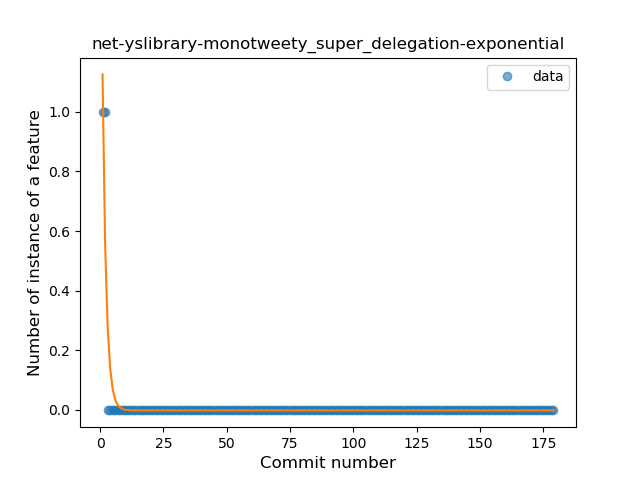 net-yslibrary-monotweety_super_delegation-exponential
data
Number of instance of a feature
1.0
0.8
0.6
0.4
0.2
0.0
0 25 50 75 100 125 150 175
Commit number